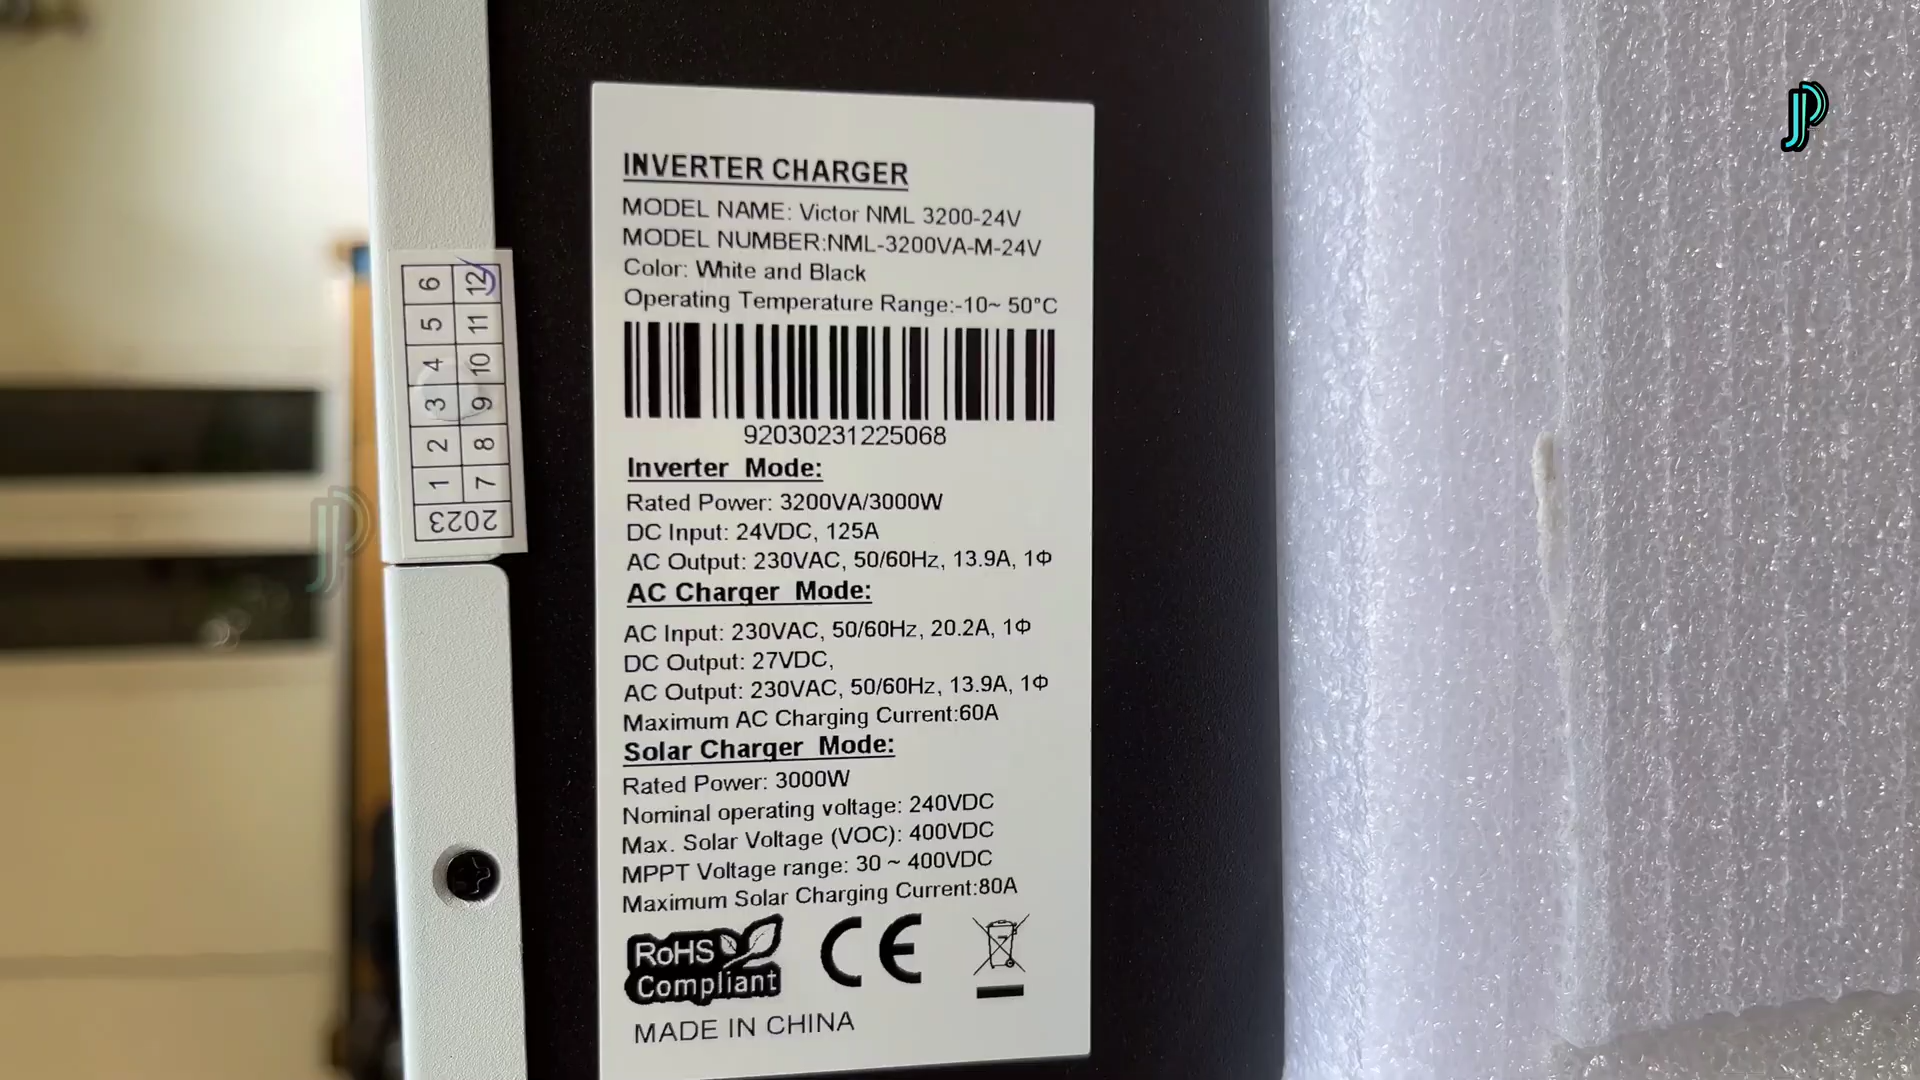 INVERTER CHARGER
MODEL NAME: Victor NML 3200-24V
MODEL NUMBER:NML-3200VA-M-24V
Color: White and Black
Operating Temperature Range:-10~ 50°C
92030231225068
Inverter Mode:
Rated Power: 3200VA/3000W
DC Input: 24VDC, 125A
AC Output: 230VAC, 50/60Hz, 13.9A, 1Φ
AC Charger Mode:
AC Input: 230VAC, 50/60Hz, 20.2A, 1Φ
DC Output: 27VDC,
AC Output: 230VAC, 50/60Hz, 13.9A, 1Φ
Maximum AC Charging Current:60A
Solar Charger Mode:
Rated Power: 3000W
Nominal operating voltage: 240VDC
Max. Solar Voltage (VOC): 400VDC
MPPT Voltage range: 30 ~ 400VDC
Maximum Solar Charging Current:80A
RoHS
Compliant
CE
MADE IN CHINA
2023
1 2 3 4 5 6
7 8 9 10 11 12
JP
JP